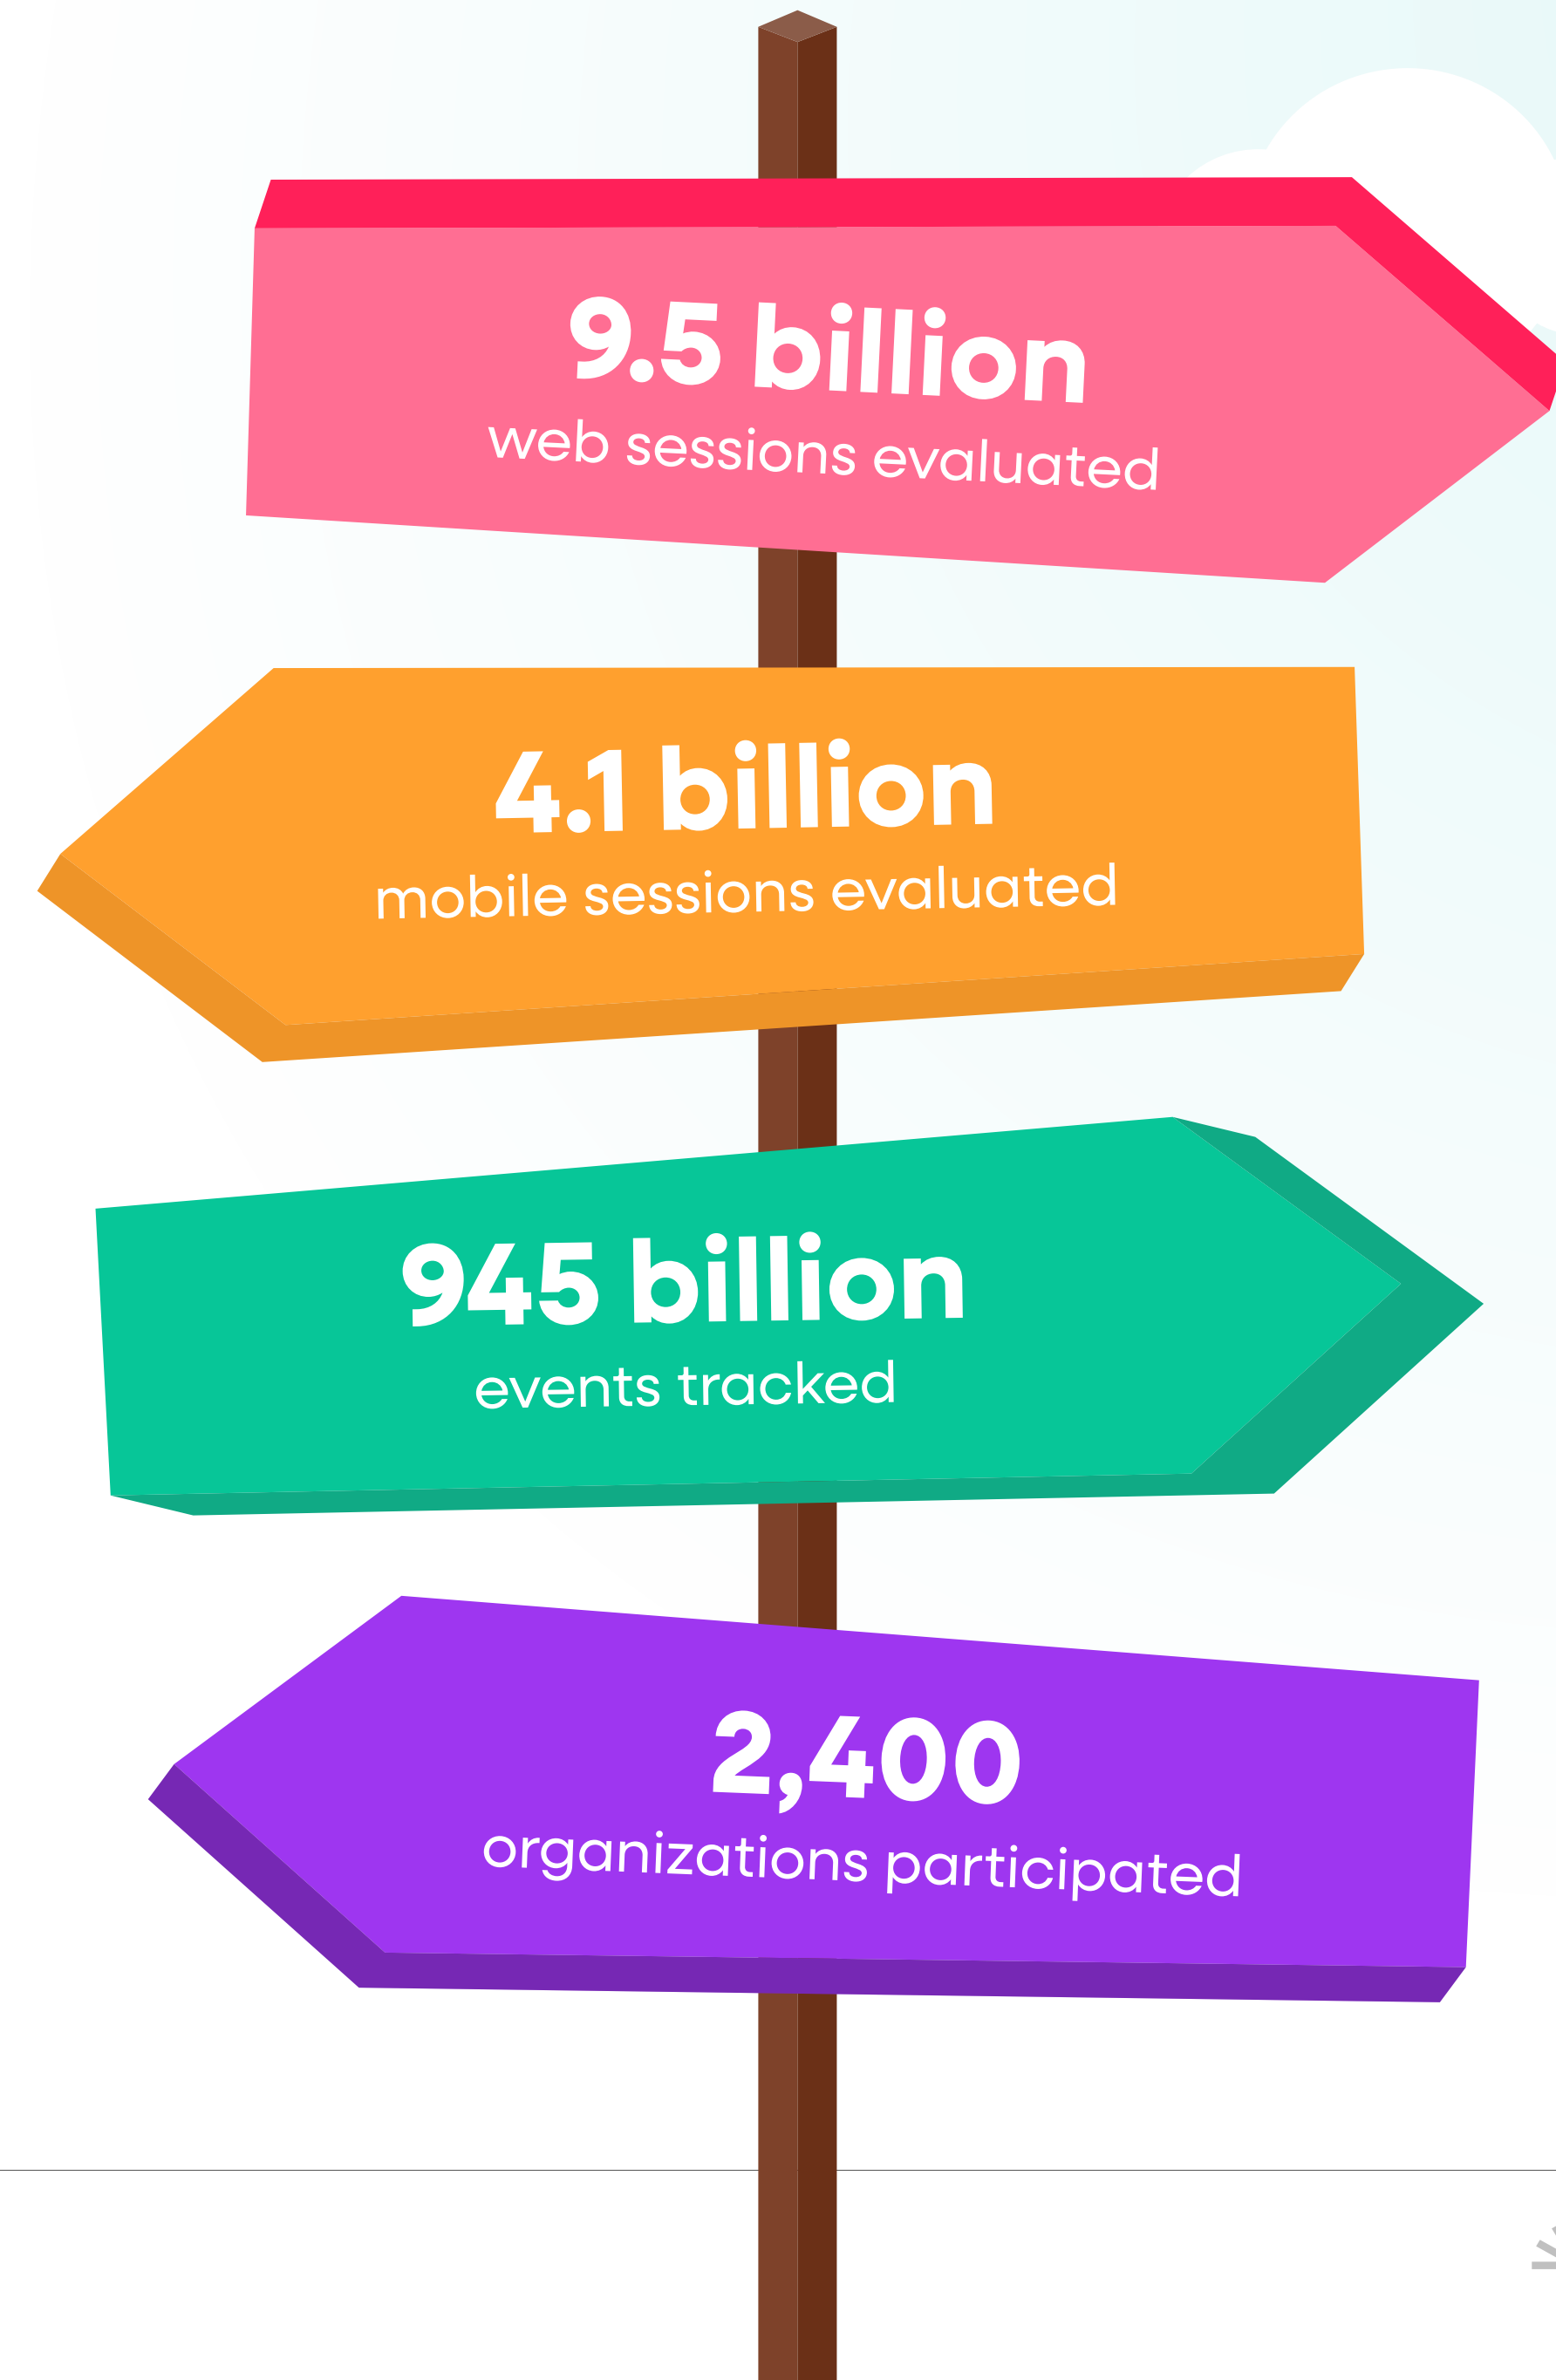 9.5 billion
web sessions evaluated
4.1 billion
mobile sessions evaluated
945 billion
events tracked
2,400
organizations participated